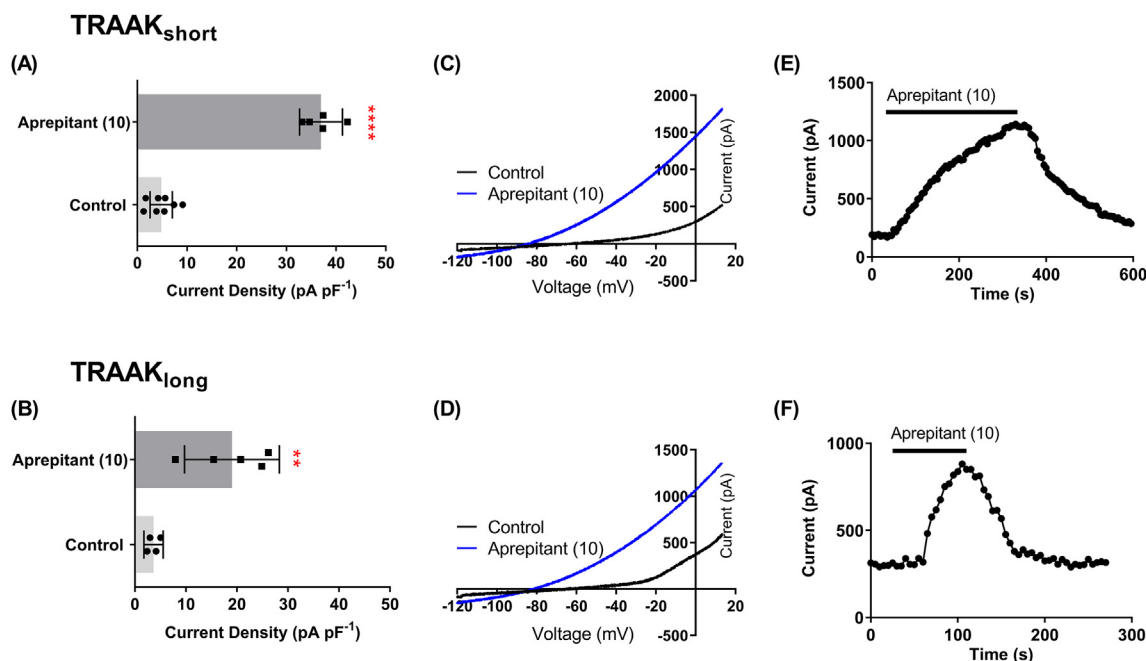 TRAAKshort
(A)
Aprepitant (10)
****
Control
0 10 20 30 40 50
Current Density (pA pF-1)
(C)
2000
1500
1000
500
-500
Current (pA)
Control
Aprepitant (10)
-120 -100 -80 -60 -40 -20 20
Voltage (mV)
(E)
Aprepitant (10)
1500
1000
500
0
Current (pA)
0 200 400 600
Time (s)
TRAAKlong
(B)
Aprepitant (10)
**
Control
0 10 20 30 40 50
Current Density (pA pF-1)
(D)
1500
1000
500
-500
Current (pA)
Control
Aprepitant (10)
-120 -100 -80 -60 -40 -20 20
Voltage (mV)
(F)
Aprepitant (10)
1000
500
0
Current (pA)
0 100 200 300
Time (s)